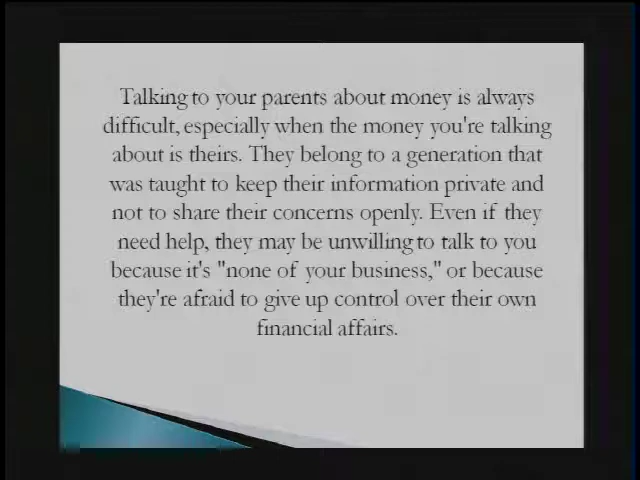 Talking to your parents about money is always
difficult, especially when the money you're talking
about is theirs. They belong to a generation that
was taught to keep their information private and
not to share their concerns openly. Even if they
need help, they may be unwilling to talk to you
because it's "none of your business," or because
they're afraid to give up control over their own
financial affairs.